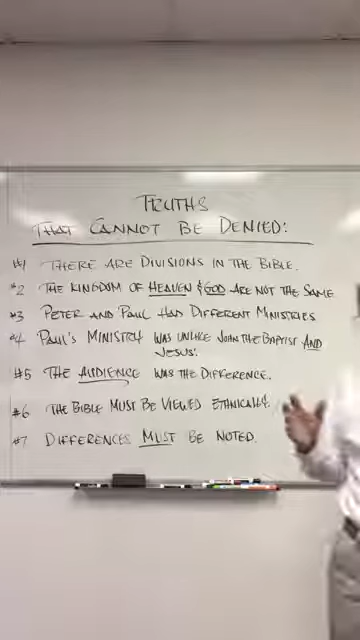 TRUTHS
THAT CANNOT BE DENIED:
#1 THERE ARE DIVISIONS IN THE BIBLE.
#2 THE KINGDOM OF HEAVEN & GOD ARE NOT THE SAME
#3 PETER AND PAUL HAD DIFFERENT MINISTRIES
#4 PAUL'S MINISTRY WAS UNLIKE JOHN THE BAPTIST AND
JESUS'.
#5 THE AUDIENCE WAS THE DIFFERENCE.
#6 THE BIBLE MUST BE VIEWED ETHNICALLY.
#7 DIFFERENCES MUST BE NOTED.